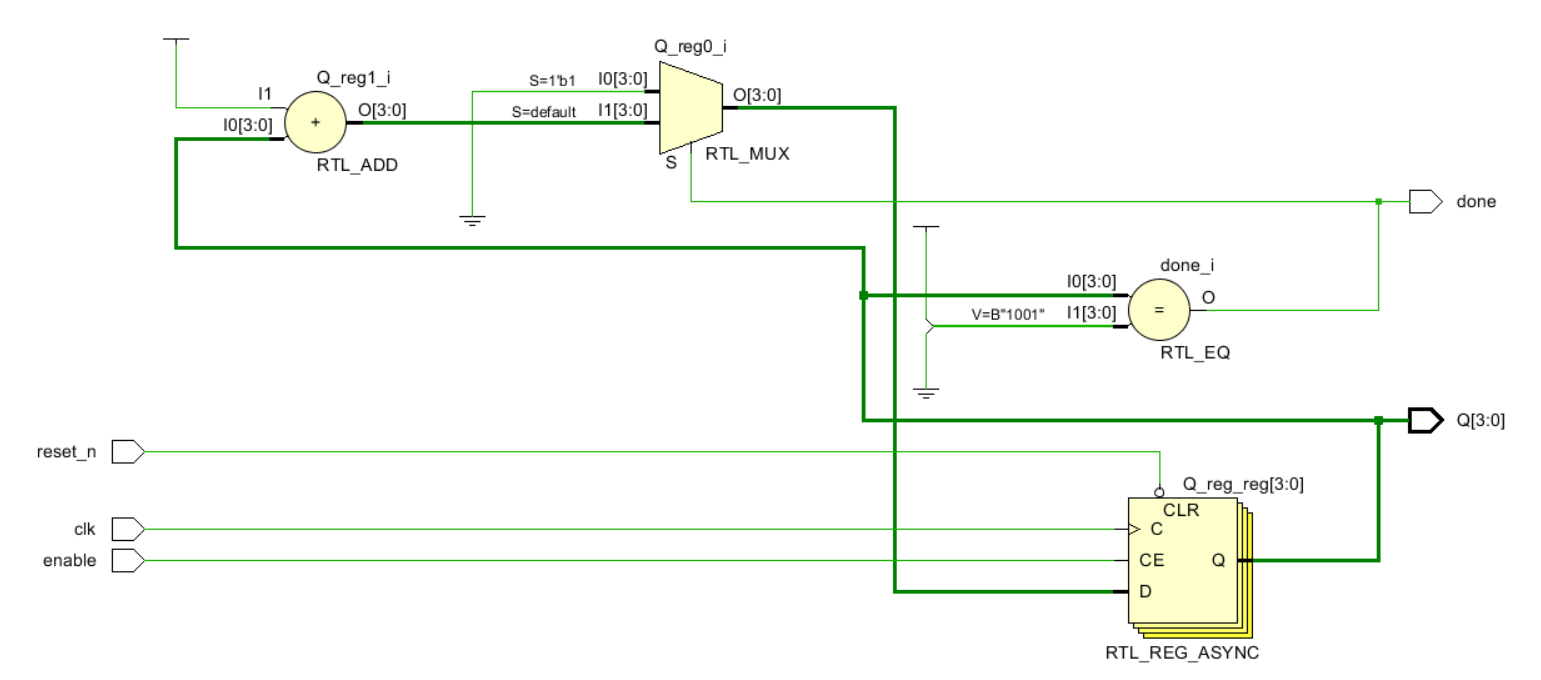 Q_reg0_i
Q_reg1_i
S=1'b1
I0[3:0]
I1
O[3:0]
O[3:0]
S=default
I1[3:0]
I0[3:0]
+
S
RTL_MUX
RTL_ADD
done
done_i
I0[3:0]
O
V=B"1001"
I1[3:0]
=
RTL_EQ
Q[3:0]
reset_n
Q_reg_reg[3:0]
CLR
clk
C
enable
CE
Q
D
RTL_REG_ASYNC